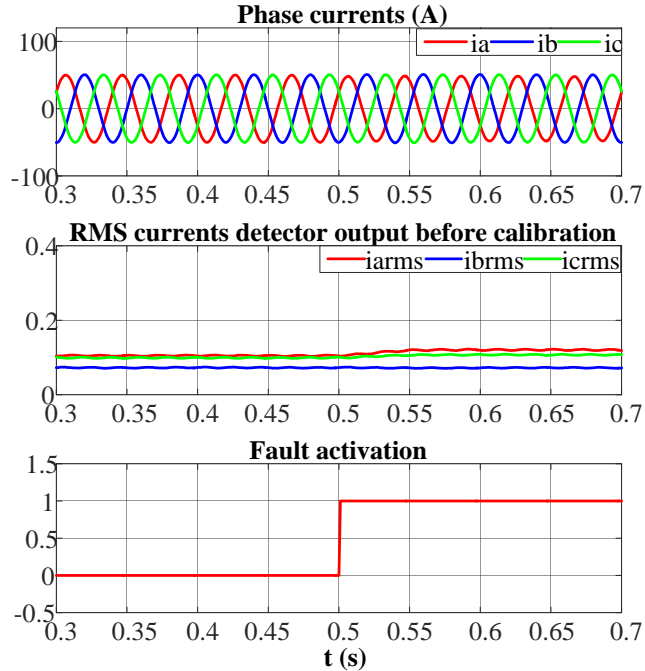 Phase currents (A)
100
0
-100
ia ib ic
0.3 0.35 0.4 0.45 0.5 0.55 0.6 0.65 0.7
RMS currents detector output before calibration
0.4
0.2
0
iarms ibrms icrms
0.3 0.35 0.4 0.45 0.5 0.55 0.6 0.65 0.7
Fault activation
1.5
1
0.5
0
-0.5
0.3 0.35 0.4 0.45 0.5 0.55 0.6 0.65 0.7
t (s)